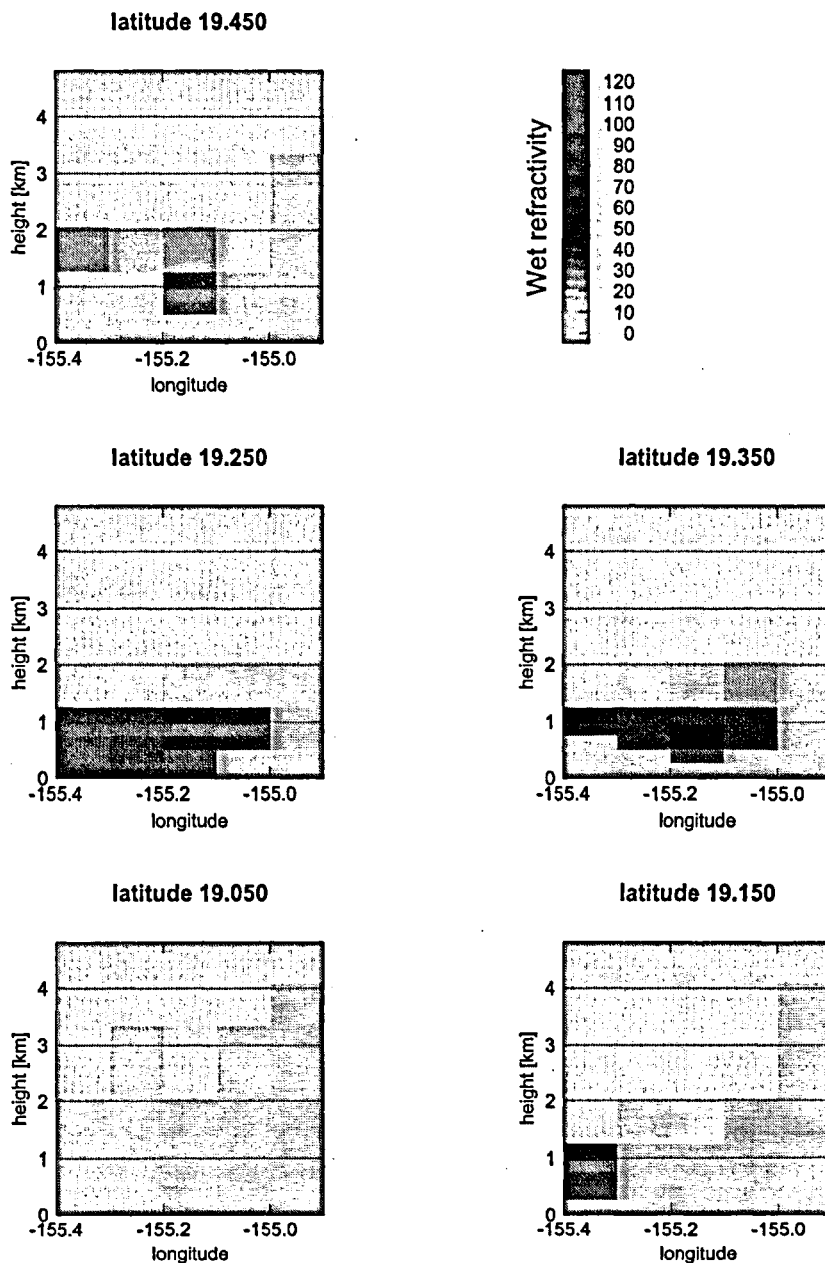 latitude 19.450
height [km]
4
3
2
1
0
-155.4 -155.2 -155.0
longitude
Wet refractivity
120
110
100
90
80
70
60
50
40
30
20
10
0
latitude 19.250
height [km]
4
3
2
1
0
-155.4 -155.2 -155.0
longitude
latitude 19.350
height [km]
4
3
2
1
0
-155.4 -155.2 -155.0
longitude
latitude 19.050
height [km]
4
3
2
1
0
-155.4 -155.2 -155.0
longitude
latitude 19.150
height [km]
4
3
2
1
0
-155.4 -155.2 -155.0
longitude